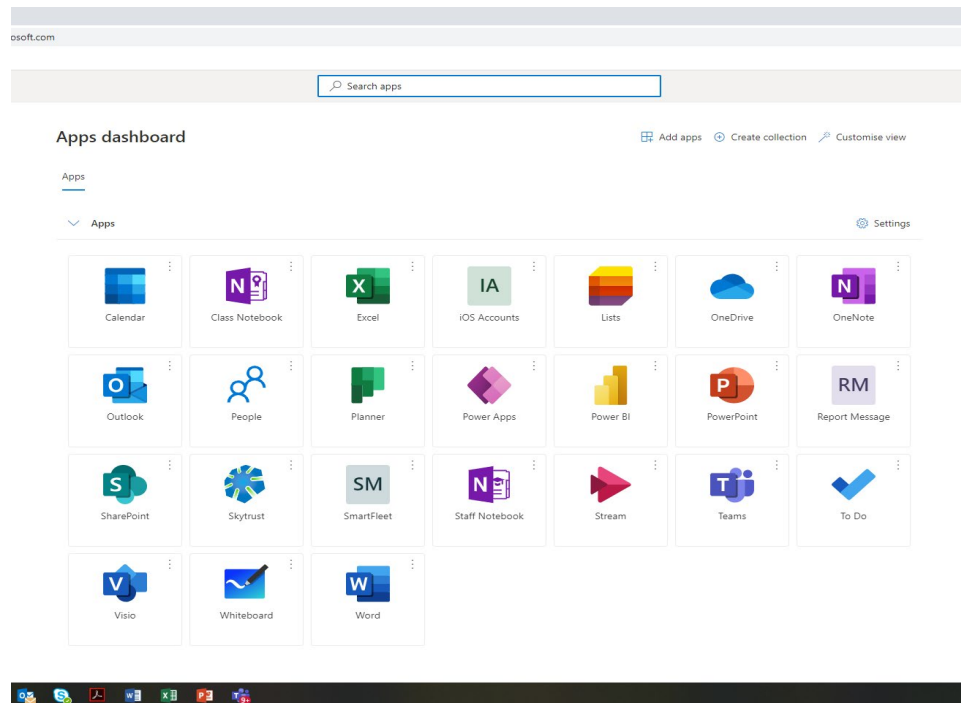 osoft.com
Search apps
Apps dashboard
Add apps Create collection Customise view
Apps
Apps Settings
IA
Calendar Class Notebook Excel iOS Accounts Lists OneDrive OneNote
RM
Outlook People Planner Power Apps Power BI PowerPoint Report Message
SM
SharePoint Skytrust SmartFleet Staff Notebook Stream Teams To Do
Visio Whiteboard Word
9+